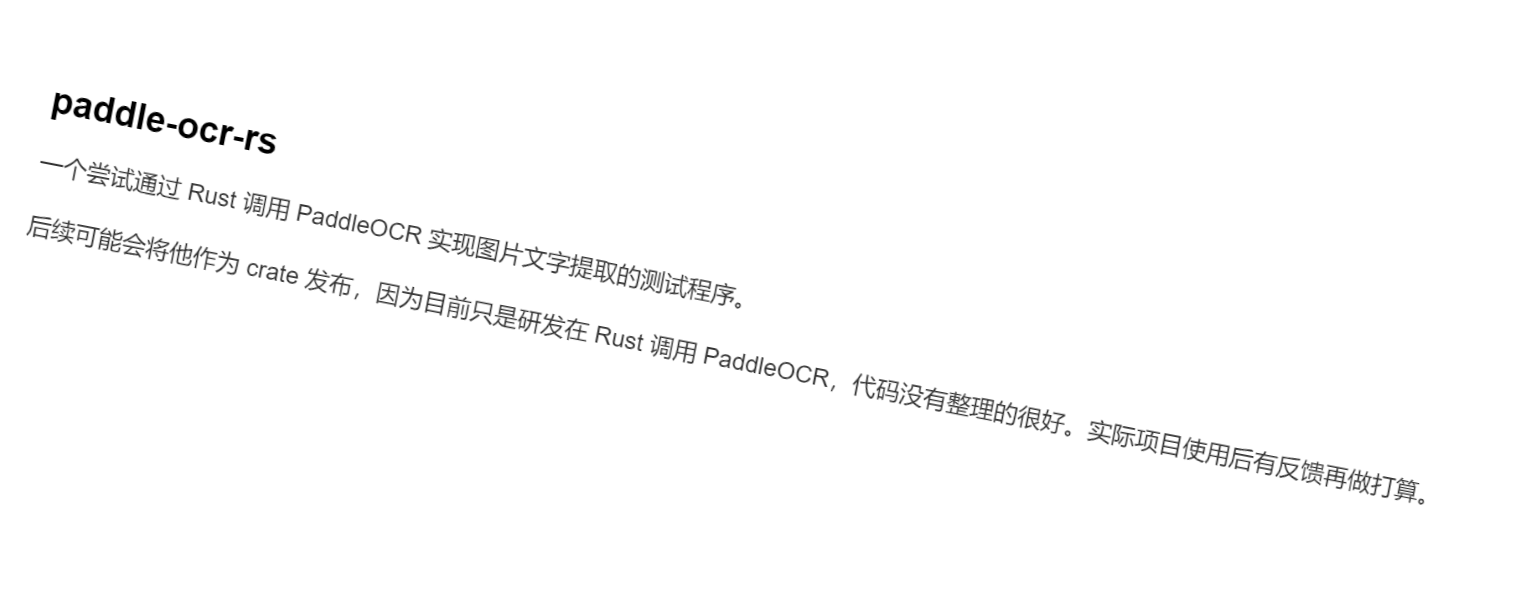 paddle-ocr-rs
一个尝试通过 Rust 调用 PaddleOCR 实现图片文字提取的测试程序。
后续可能会将他作为 crate 发布，因为目前只是研发在 Rust 调用 PaddleOCR，代码没有整理的很好。实际项目使用后有反馈再做打算。